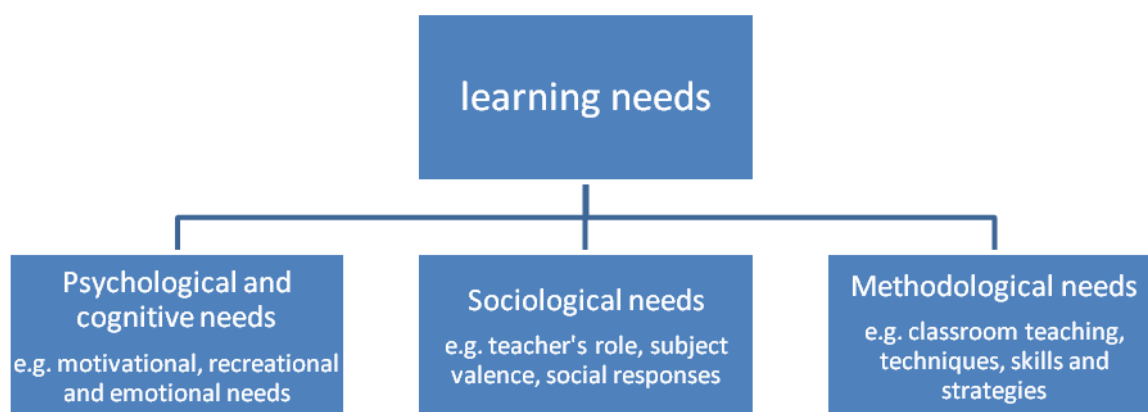 learning needs
Psychological and
cognitive needs
e.g. motivational, recreational
and emotional needs
Sociological needs
e.g. teacher's role, subject
valence, social responses
Methodological needs
e.g. classroom teaching,
techniques, skills and
strategies